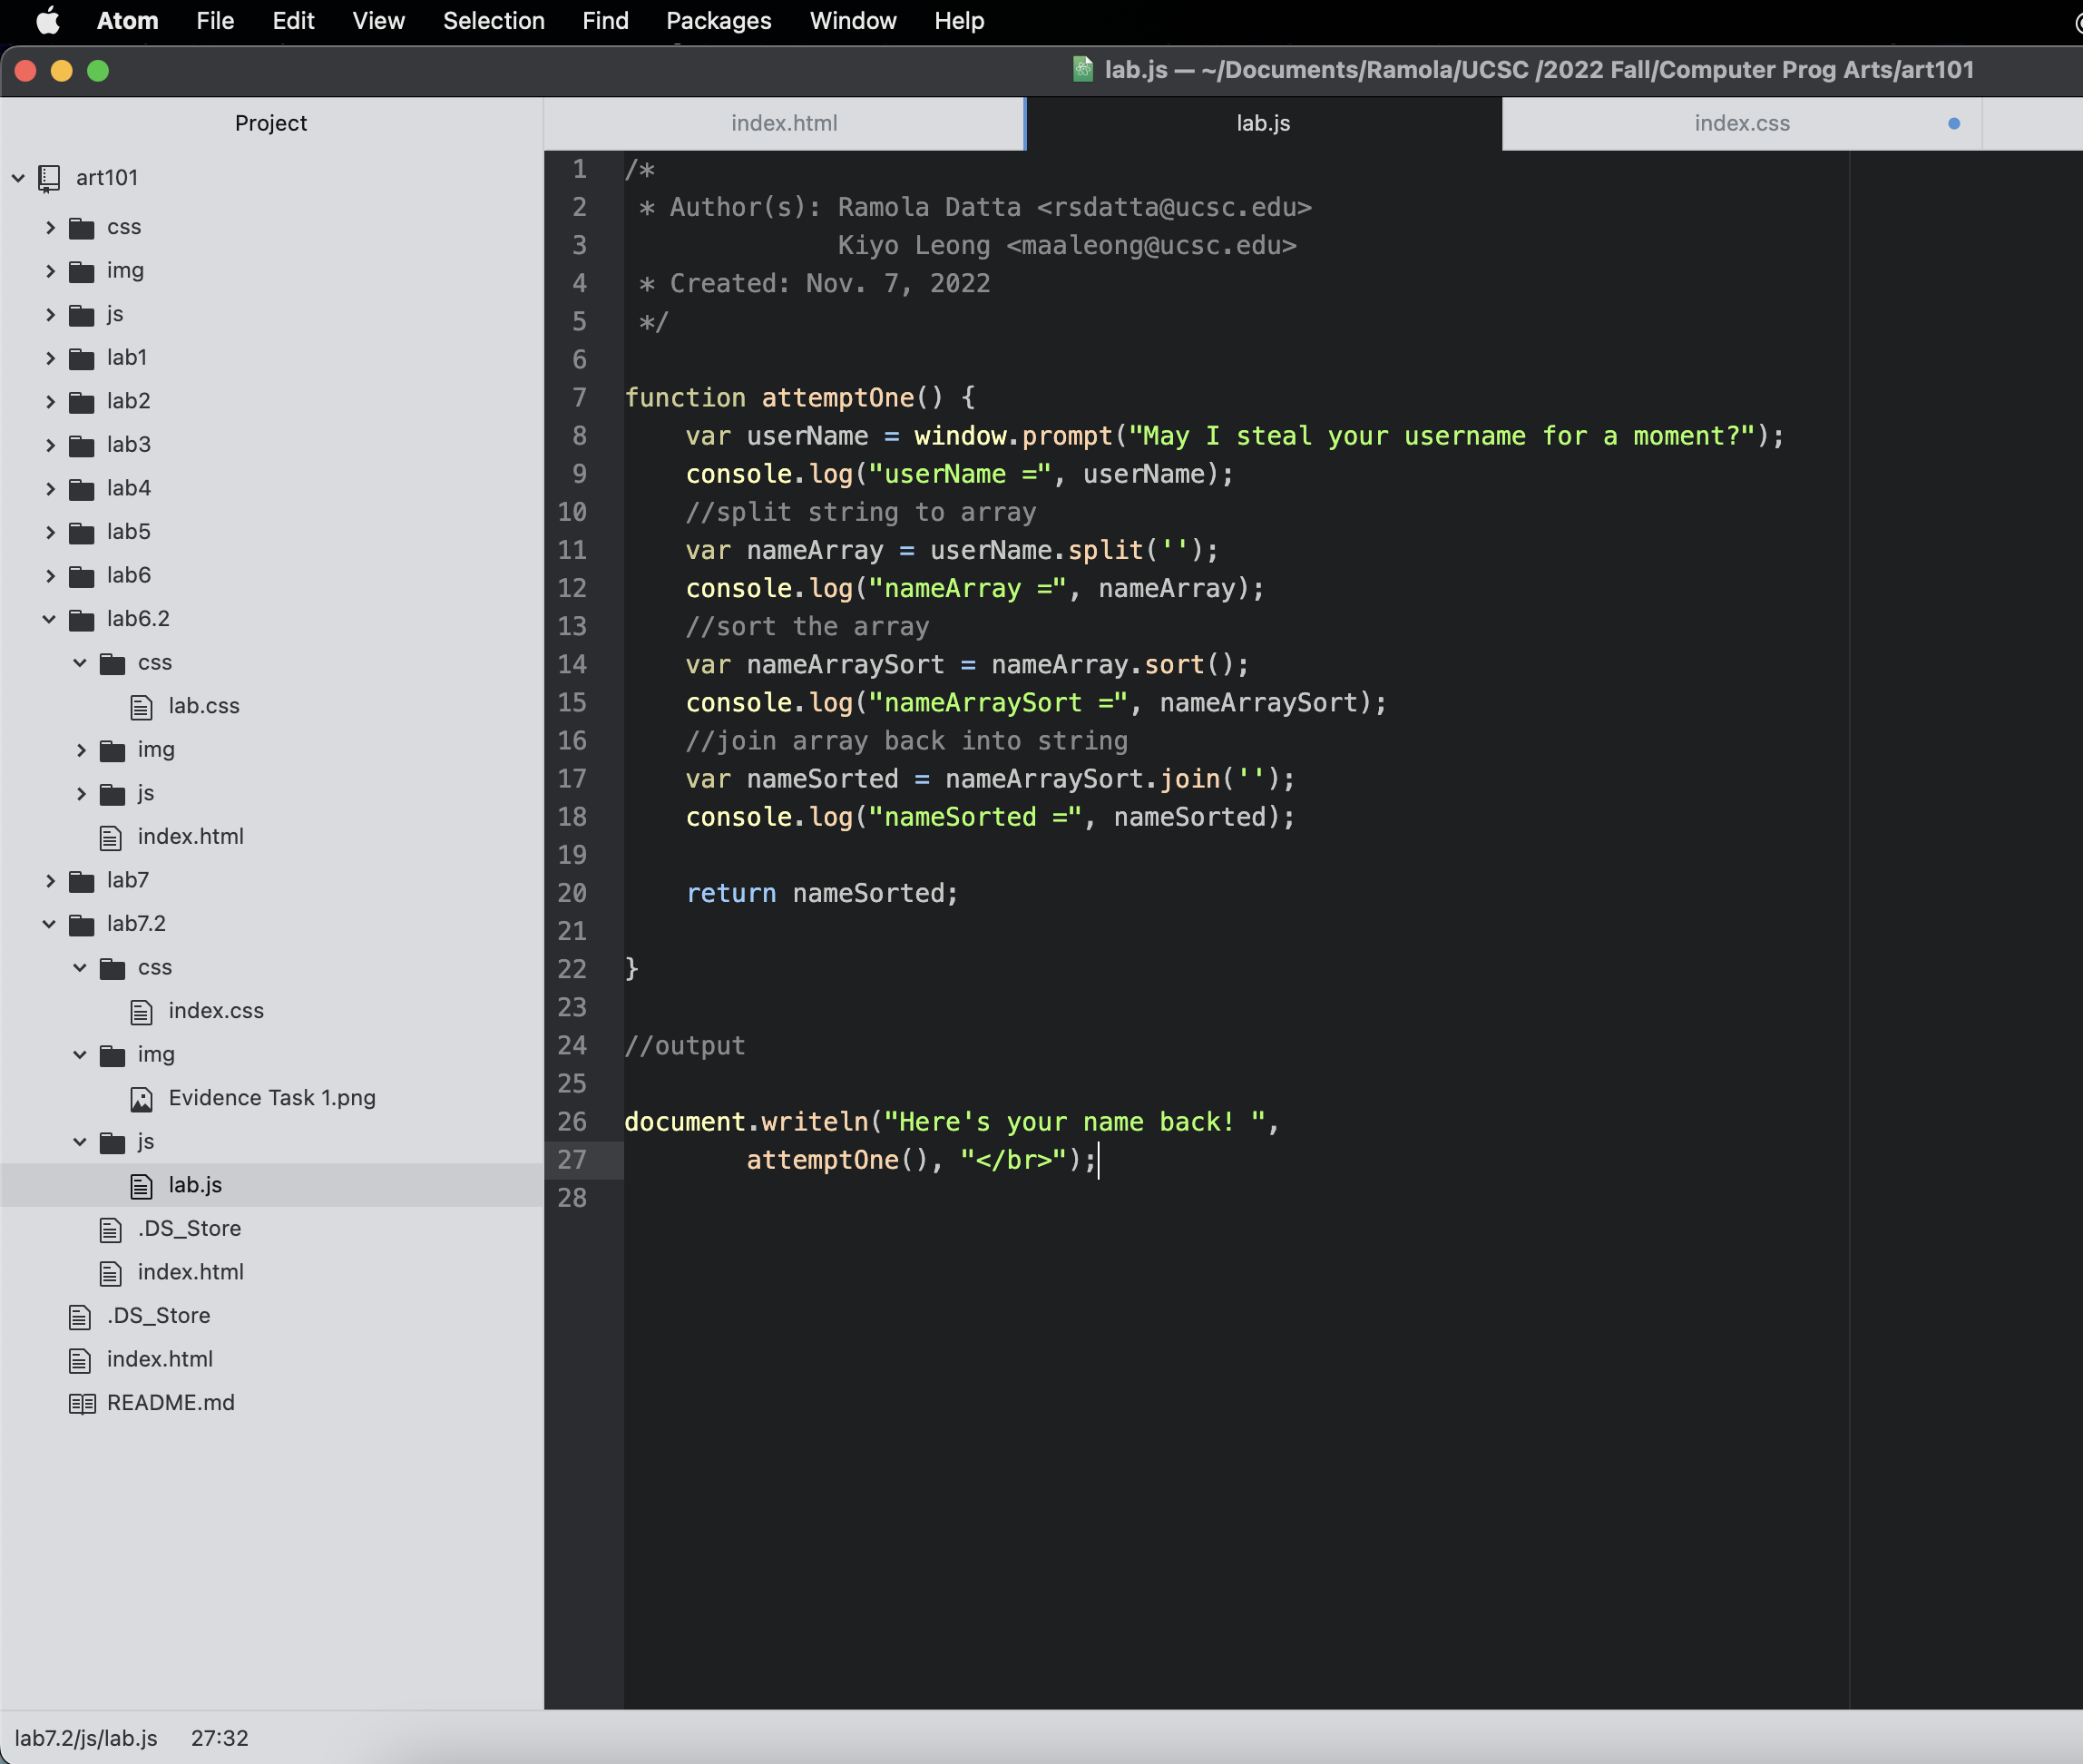 Atom File Edit View Selection Find Packages Window Help
lab.js — ~/Documents/Ramola/UCSC /2022 Fall/Computer Prog Arts/art101
Project
index.html
lab.js
index.css
art101
css
img
js
lab1
lab2
lab3
lab4
lab5
lab6
lab6.2
css
lab.css
img
js
index.html
lab7
lab7.2
css
index.css
img
Evidence Task 1.png
js
lab.js
.DS_Store
index.html
.DS_Store
index.html
README.md
1 /*
2  * Author(s): Ramola Datta <rsdatta@ucsc.edu>
3               Kiyo Leong <maaleong@ucsc.edu>
4  * Created: Nov. 7, 2022
5  */
6
7 function attemptOne() {
8     var userName = window.prompt("May I steal your username for a moment?");
9     console.log("userName =", userName);
10     //split string to array
11     var nameArray = userName.split('');
12     console.log("nameArray =", nameArray);
13     //sort the array
14     var nameArraySort = nameArray.sort();
15     console.log("nameArraySort =", nameArraySort);
16     //join array back into string
17     var nameSorted = nameArraySort.join('');
18     console.log("nameSorted =", nameSorted);
19
20     return nameSorted;
21
22 }
23
24 //output
25
26 document.writeln("Here's your name back! ",
27         attemptOne(), "</br>");
28
lab7.2/js/lab.js 27:32